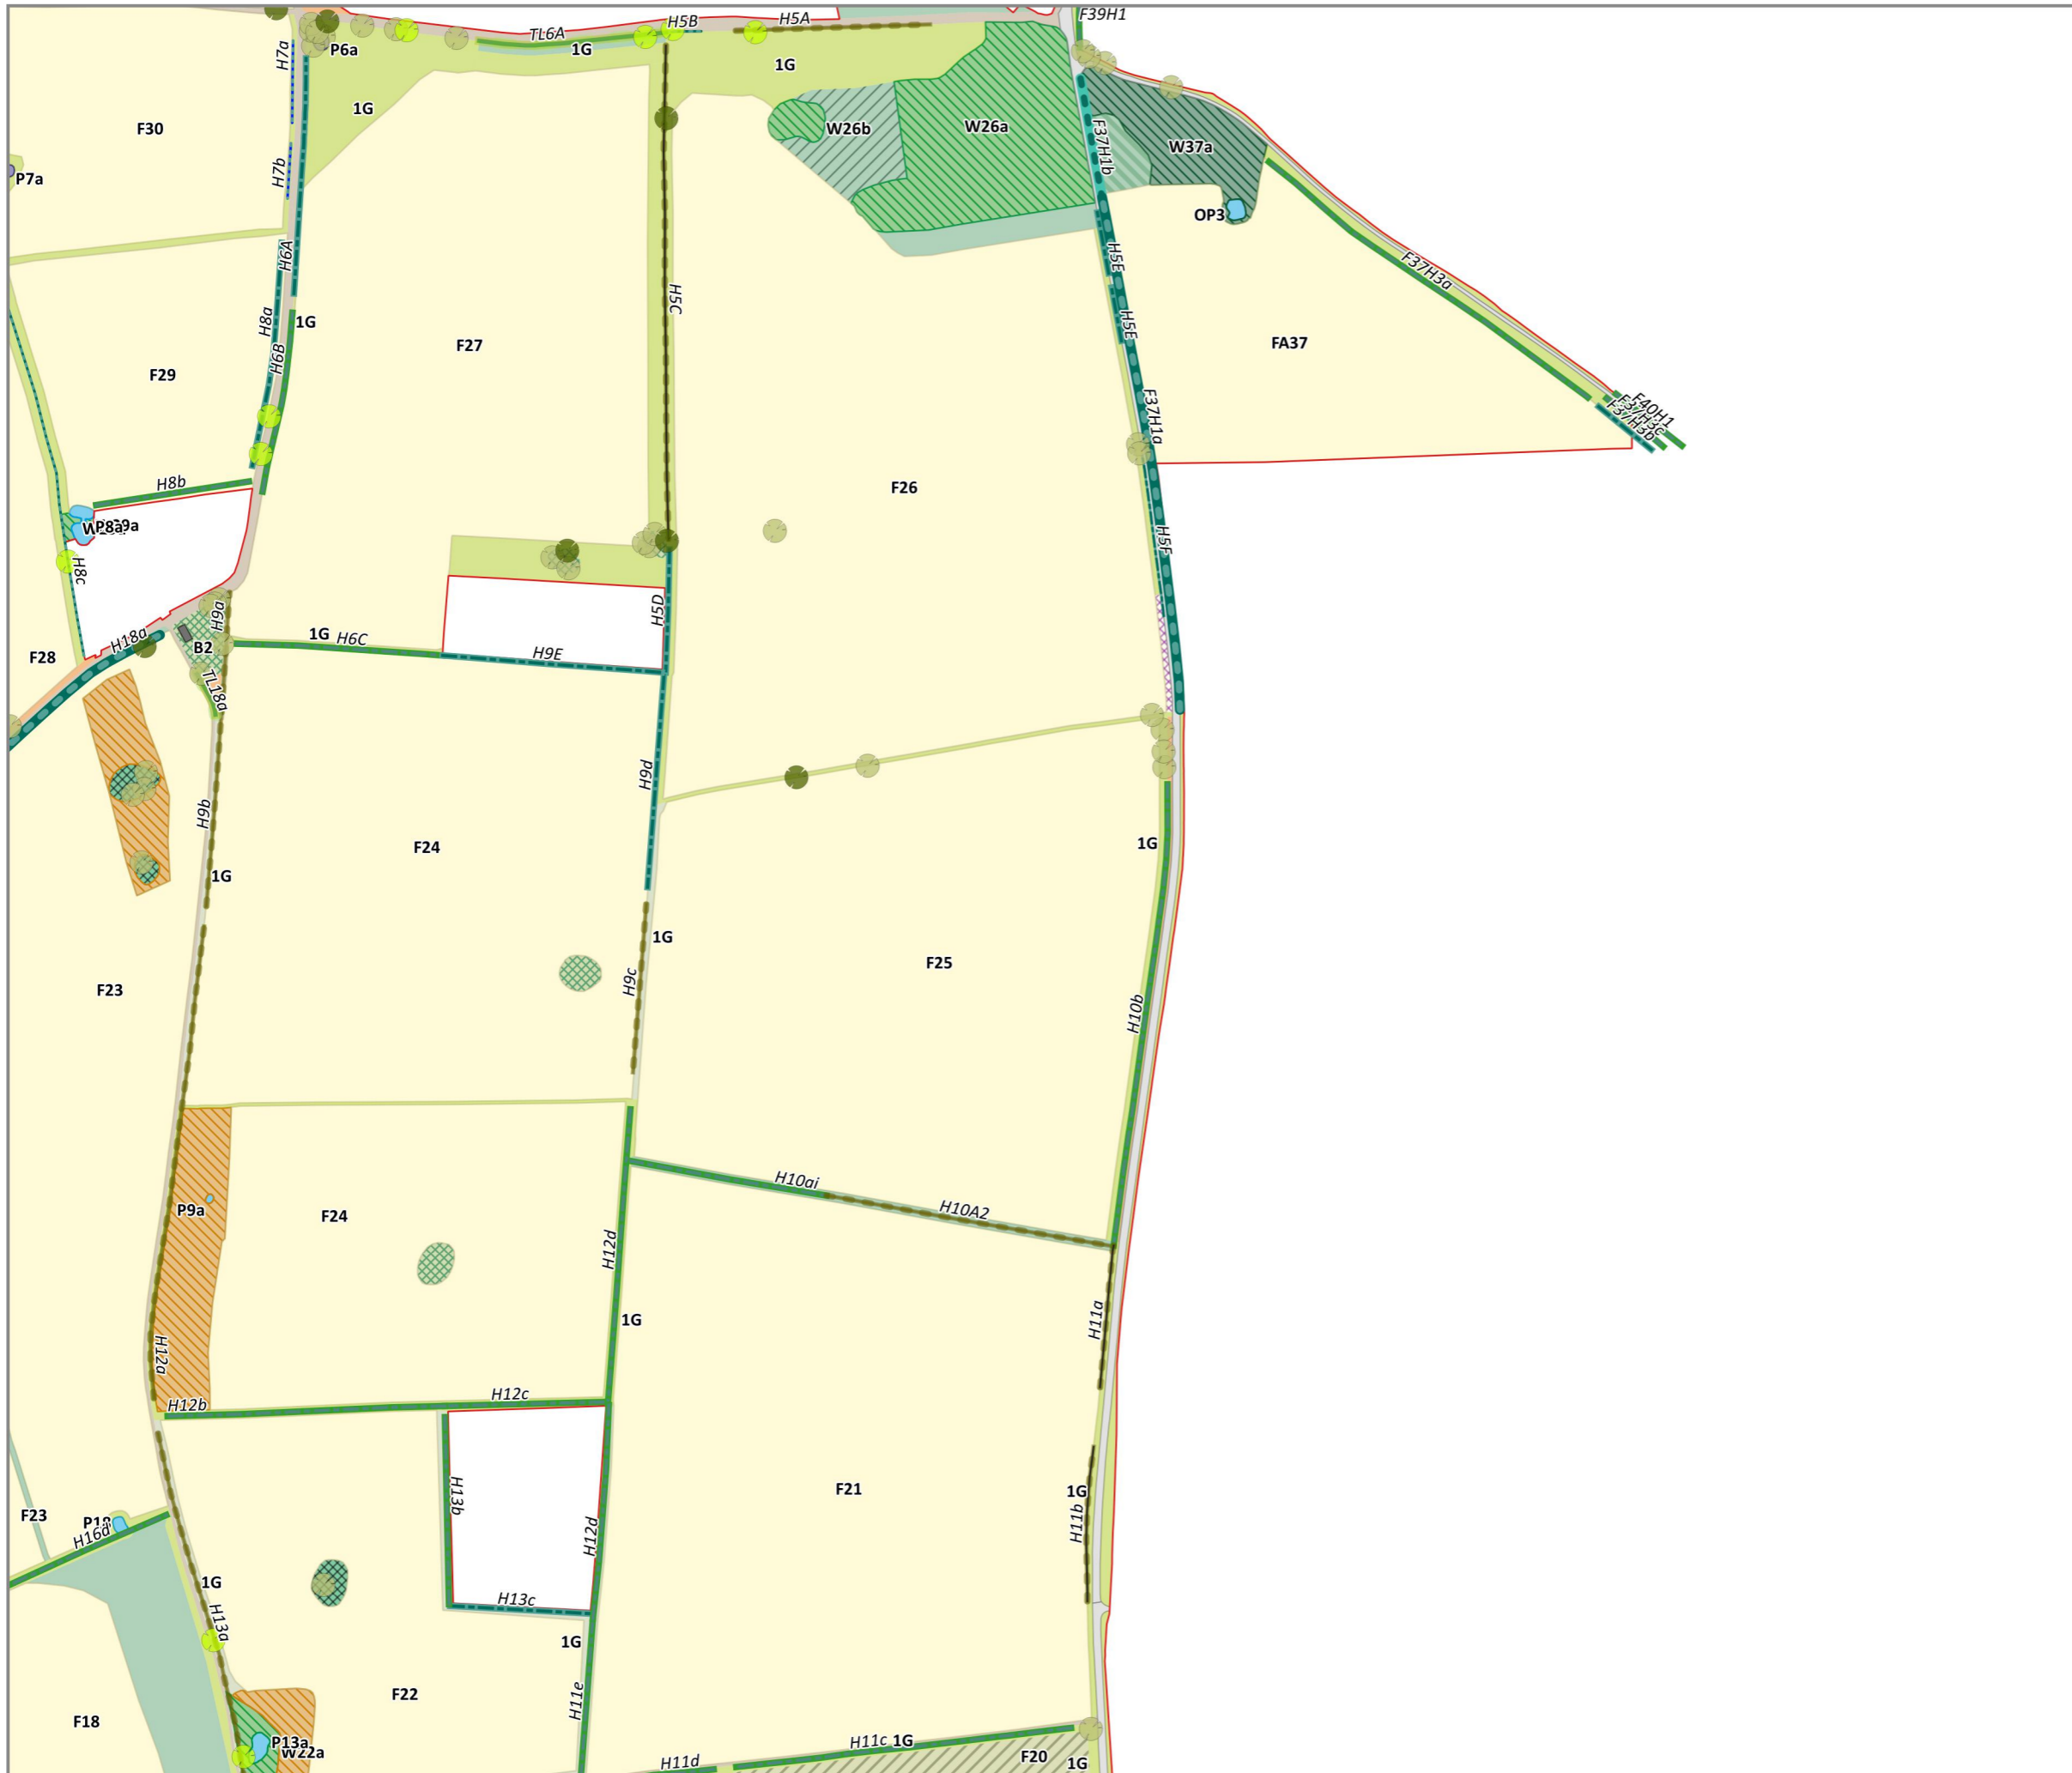 F39H1
H5A
H5B
TL6A
1G
P6a
H7a
1G
1G
F30
W26b
W26a
F37H1b
W37a
H7b
P7a
OP3
H6A
H5E
F37H3a
H5C
H8a
1G
H5E
F27
FA37
H6B
F29
F37H1a
F40H1
F37H3c
F37H3b
H8b
F26
H5F
H8c
H9a
H5D
1G
H6C
H18a
B2
H9E
F28
TL18a
H9d
H9b
1G
F24
1G
1G
F25
H9c
F23
H10b
H10ai
P9a
H10A2
F24
H12d
1G
H11a
H12a
H12c
H12b
F21
1G
H13b
F23
H16d
H12d
H11b
1G
H13c
H13a
1G
F22
H11e
F18
P13a
W22a
H11c
1G
F20
H11d
1G